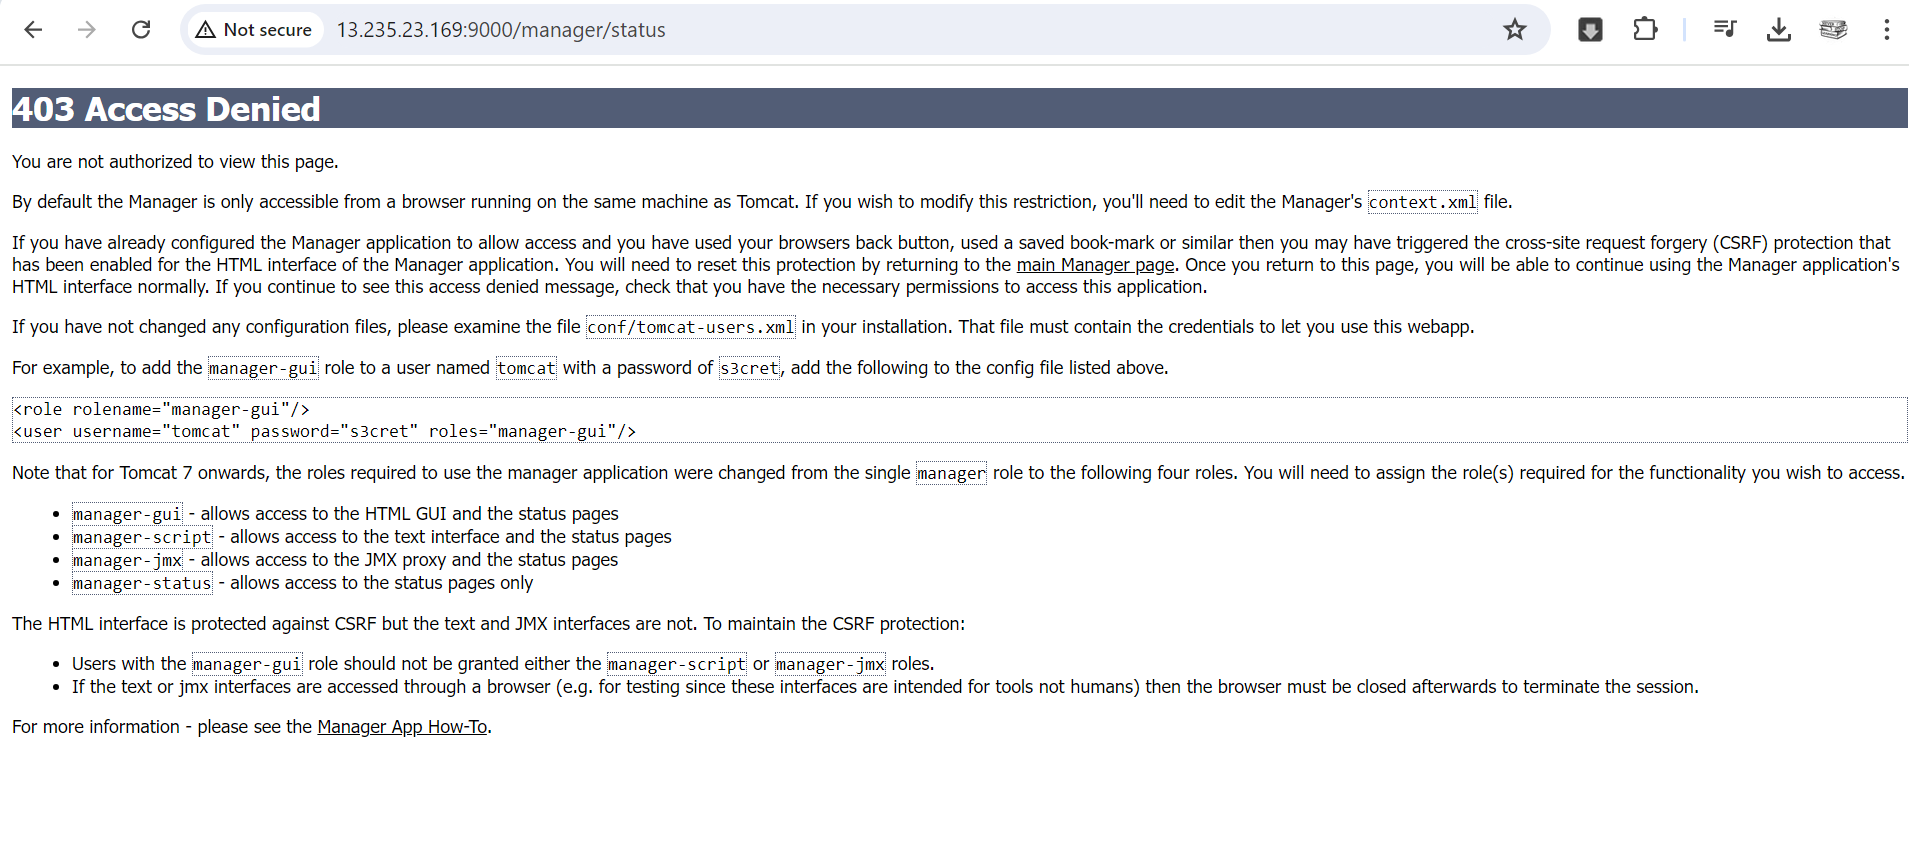 Not secure 13.235.23.169:9000/manager/status
403 Access Denied
You are not authorized to view this page.
By default the Manager is only accessible from a browser running on the same machine as Tomcat. If you wish to modify this restriction, you'll need to edit the Manager's context.xml file.
If you have already configured the Manager application to allow access and you have used your browsers back button, used a saved book-mark or similar then you may have triggered the cross-site request forgery (CSRF) protection that
has been enabled for the HTML interface of the Manager application. You will need to reset this protection by returning to the main Manager page. Once you return to this page, you will be able to continue using the Manager application's
HTML interface normally. If you continue to see this access denied message, check that you have the necessary permissions to access this application.
If you have not changed any configuration files, please examine the file conf/tomcat-users.xml in your installation. That file must contain the credentials to let you use this webapp.
For example, to add the manager-gui role to a user named tomcat with a password of s3cret, add the following to the config file listed above.
<role rolename="manager-gui"/>
<user username="tomcat" password="s3cret" roles="manager-gui"/>
Note that for Tomcat 7 onwards, the roles required to use the manager application were changed from the single manager role to the following four roles. You will need to assign the role(s) required for the functionality you wish to access.
• manager-gui - allows access to the HTML GUI and the status pages
• manager-script - allows access to the text interface and the status pages
• manager-jmx - allows access to the JMX proxy and the status pages
• manager-status - allows access to the status pages only
The HTML interface is protected against CSRF but the text and JMX interfaces are not. To maintain the CSRF protection:
• Users with the manager-gui role should not be granted either the manager-script or manager-jmx roles.
• If the text or jmx interfaces are accessed through a browser (e.g. for testing since these interfaces are intended for tools not humans) then the browser must be closed afterwards to terminate the session.
For more information - please see the Manager App How-To.